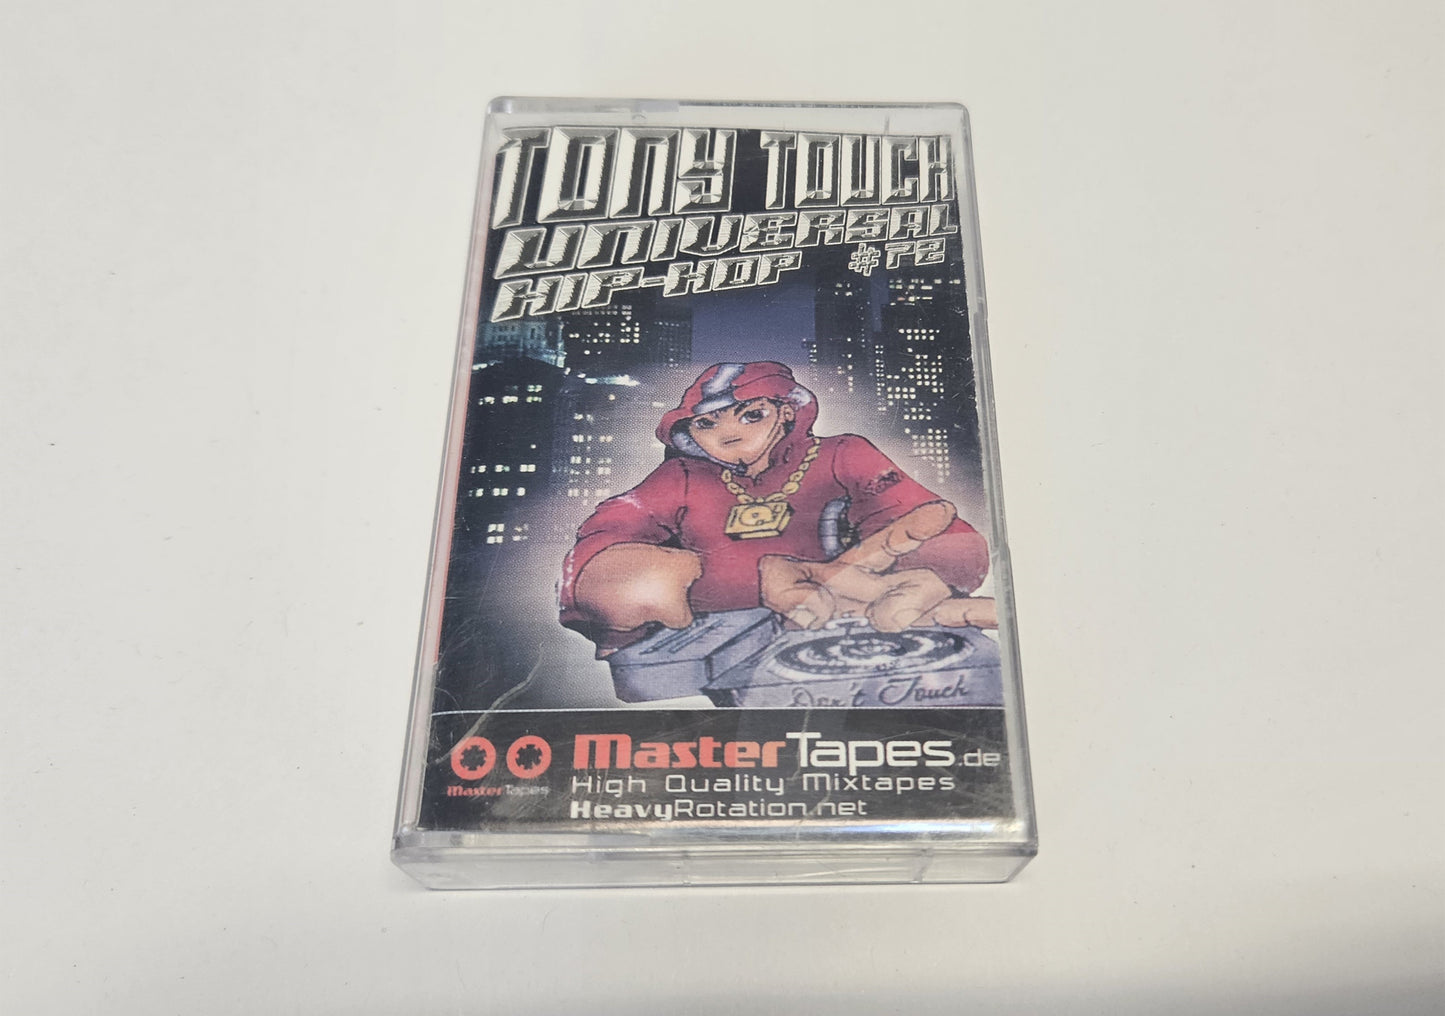 TONY TOUCH
UNIVERSAL
HIP-HOP #72
Don't Touch
MasterTapes.de
MasterTapes
High Quality Mixtapes
HeavyRotation.net